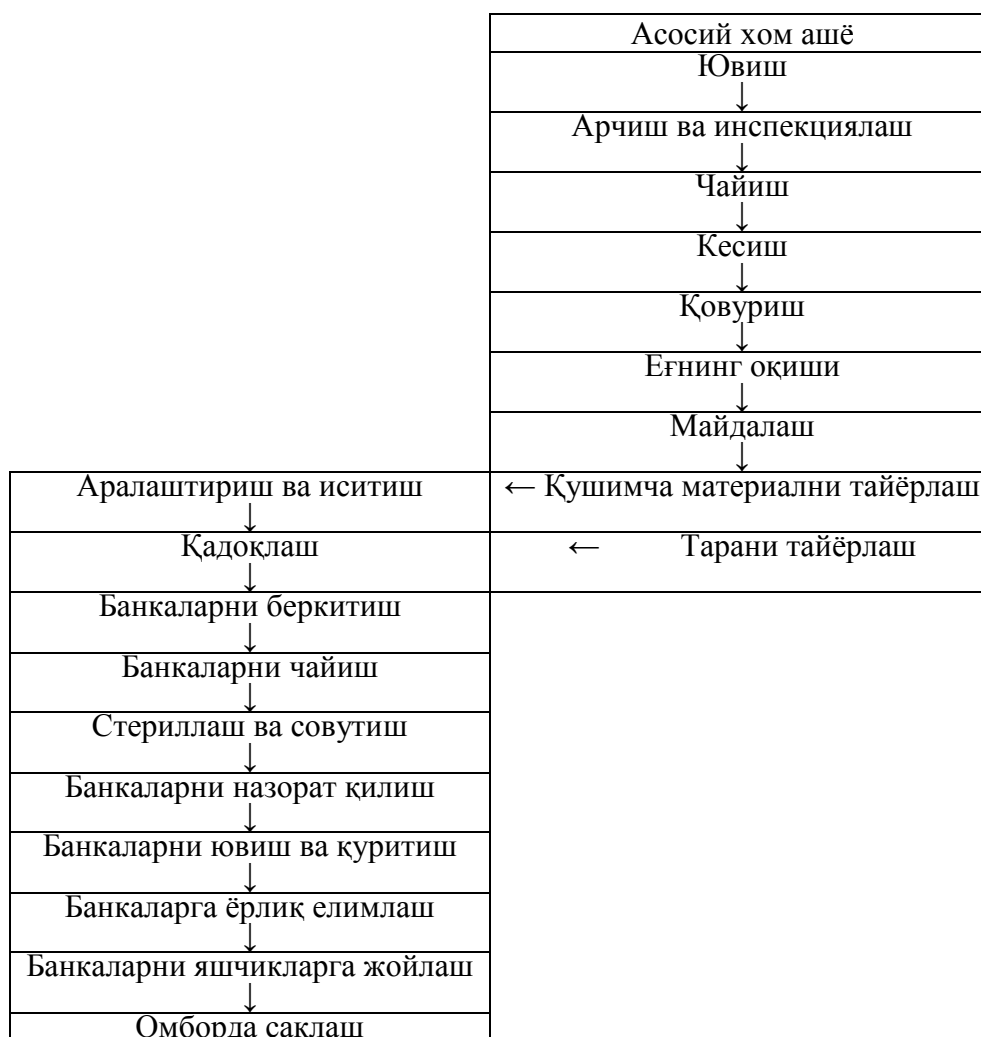 Асосий хом ашё
Ювиш
↓
Арчиш ва инспекциялаш
↓
Чайиш
↓
Кесиш
↓
Қовуриш
↓
Еғнинг оқиши
↓
Майдалаш
↓
Аралаштириш ва иситиш ← Қушимча материални тайёрлаш
↓
Қадоқлаш ← Тарани тайёрлаш
↓
Банкаларни беркитиш
↓
Банкаларни чайиш
↓
Стериллаш ва совутиш
↓
Банкаларни назорат қилиш
↓
Банкаларни ювиш ва қуритиш
↓
Банкаларга ёрлиқ елимлаш
↓
Банкаларни яшчикларга жойлаш
↓
Омборда сақлаш